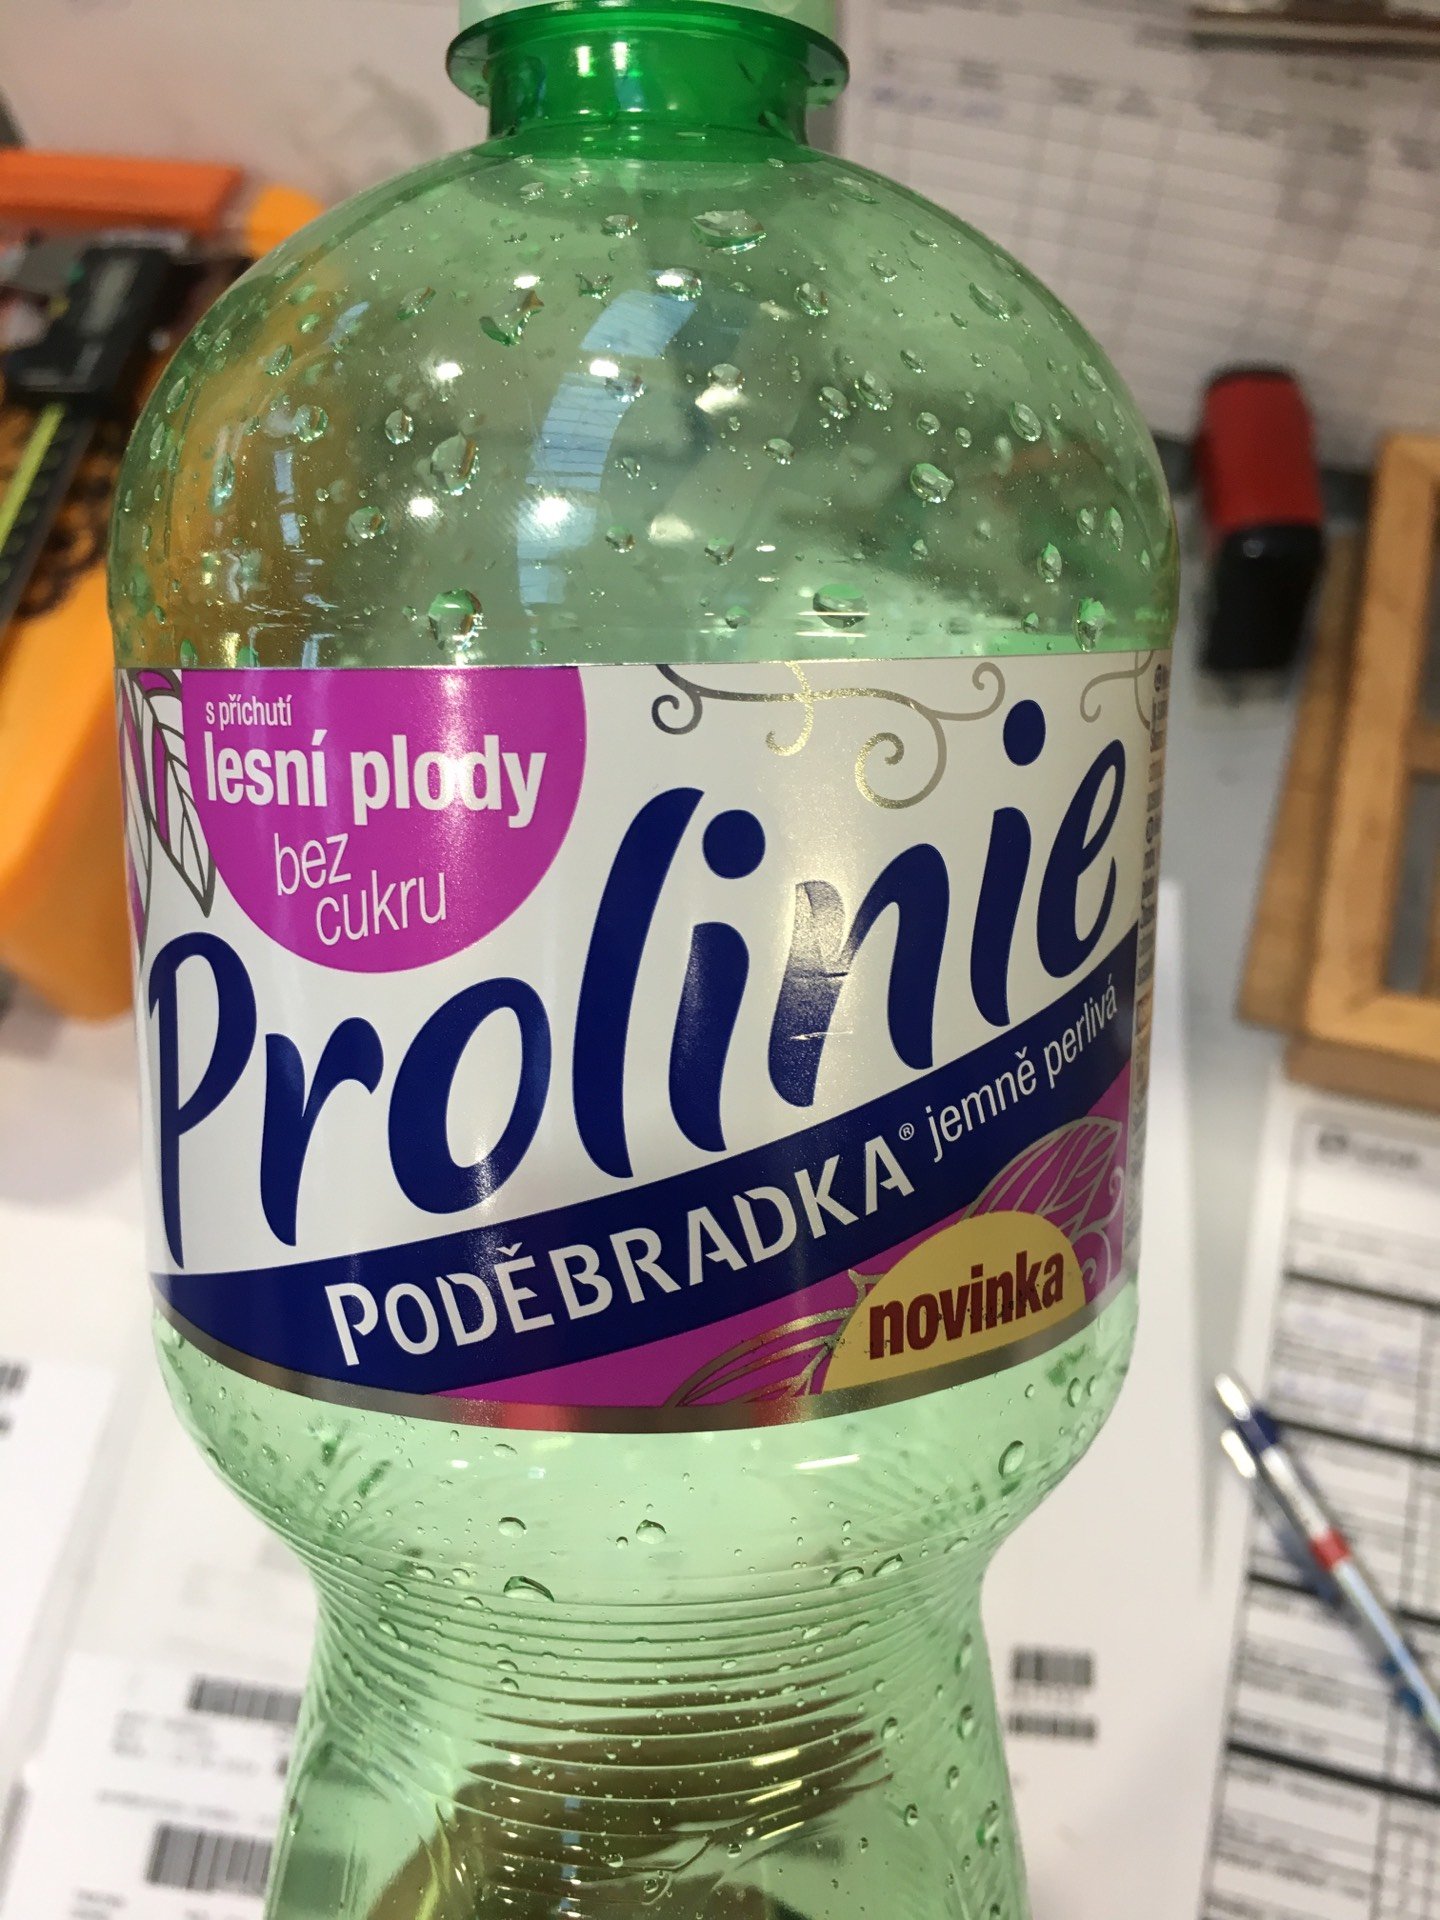 s příchutí
lesní plody
bez
cukru
Prolinie
PODĚBRADKA® jemně perlivá
novinka